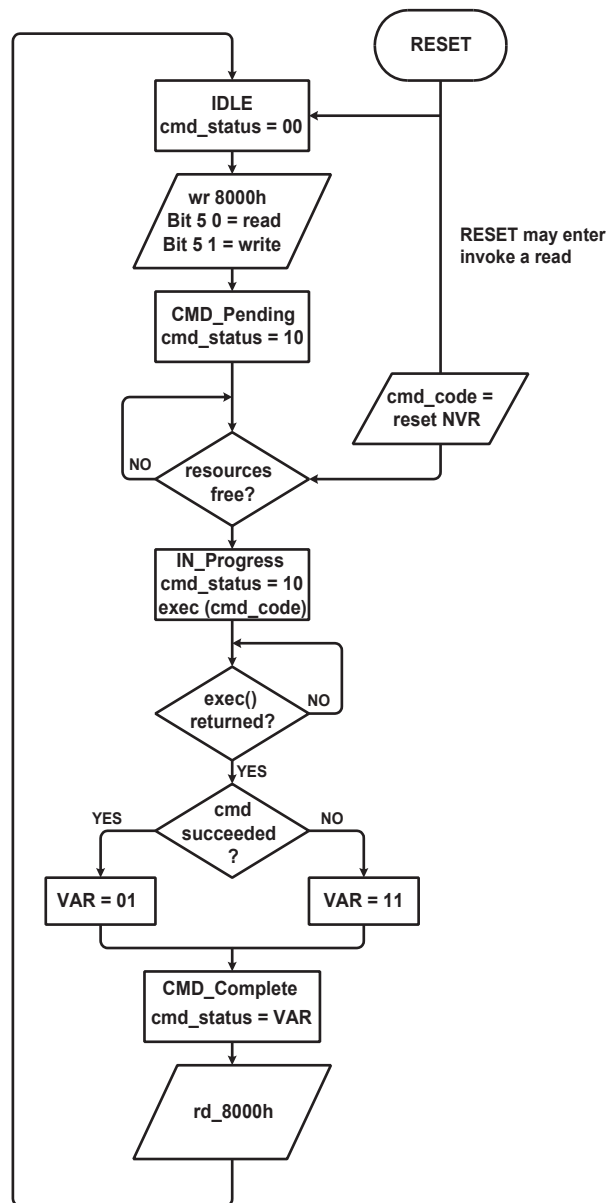 RESET
IDLE
cmd_status = 00
wr 8000h
Bit 5 0 = read
Bit 5 1 = write
RESET may enter
invoke a read
CMD_Pending
cmd_status = 10
cmd_code =
reset NVR
NO
resources
free?
IN_Progress
cmd_status = 10
exec (cmd_code)
exec()
returned?
NO
YES
cmd
succeeded
?
YES
NO
VAR = 01
VAR = 11
CMD_Complete
cmd_status = VAR
rd_8000h